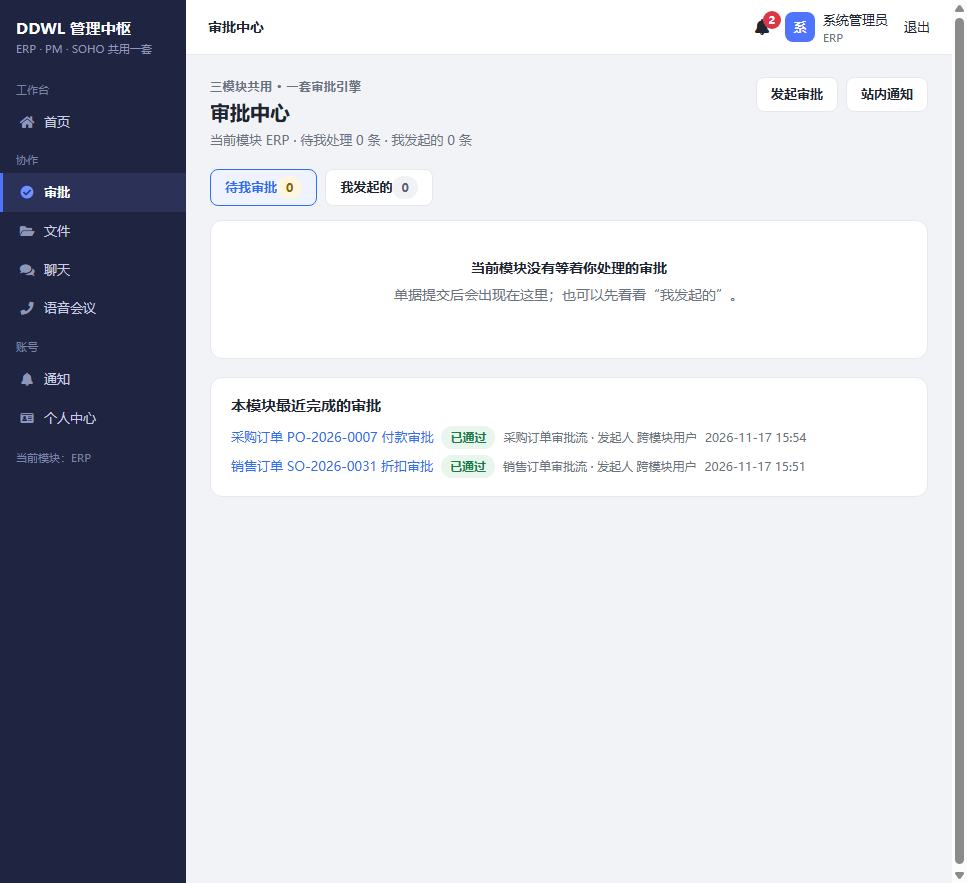 DDWL 管理中枢
ERP · PM · SOHO 共用一套
工作台
首页
协作
审批
文件
聊天
语音会议
账号
通知
个人中心
当前模块：ERP
审批中心
2
系
系统管理员
ERP
退出
三模块共用 • 一套审批引擎
审批中心
当前模块 ERP · 待我处理 0 条 · 我发起的 0 条
发起审批
站内通知
待我审批 0
我发起的 0
当前模块没有等着你处理的审批
单据提交后会出现在这里；也可以先看看“我发起的”。
本模块最近完成的审批
采购订单 PO-2026-0007 付款审批 已通过 采购订单审批流 · 发起人 跨模块用户 2026-11-17 15:54
销售订单 SO-2026-0031 折扣审批 已通过 销售订单审批流 · 发起人 跨模块用户 2026-11-17 15:51